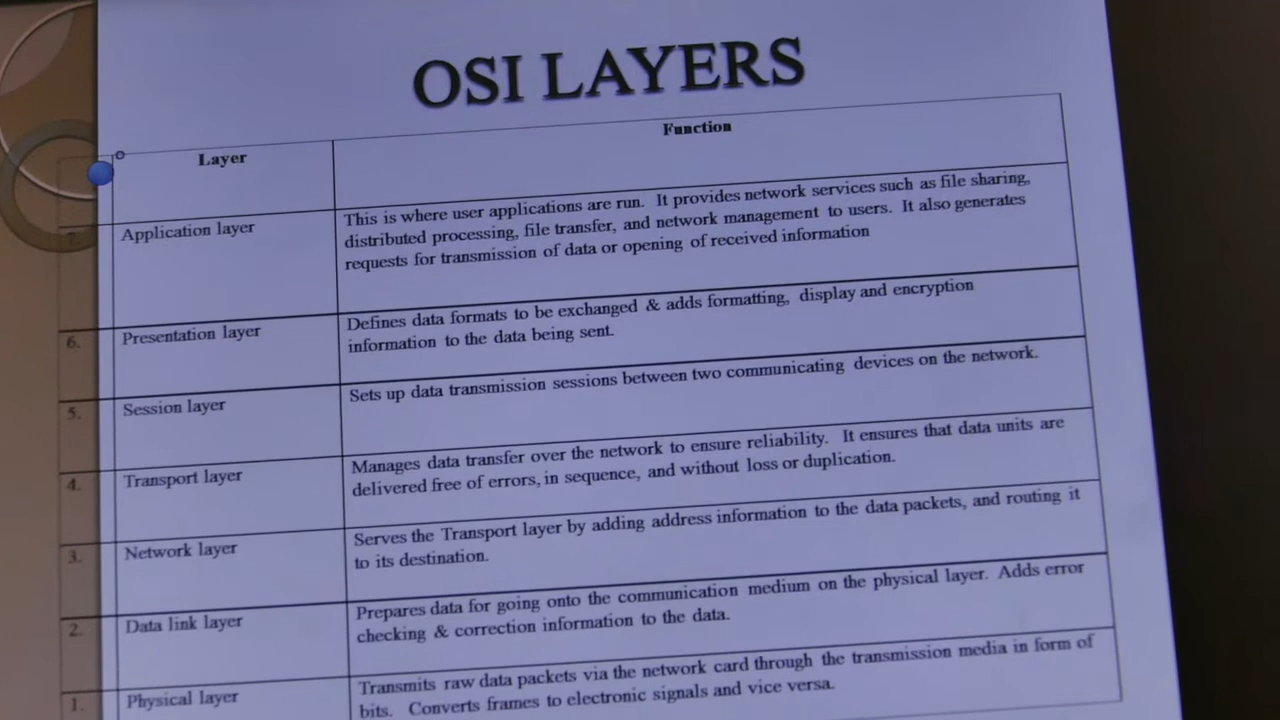 OSI LAYERS
Layer
Function
7.
Application layer
This is where user applications are run. It provides network services such as file sharing,
distributed processing, file transfer, and network management to users. It also generates
requests for transmission of data or opening of received information
6.
Presentation layer
Defines data formats to be exchanged & adds formatting, display and encryption
information to the data being sent.
5.
Session layer
Sets up data transmission sessions between two communicating devices on the network.
4.
Transport layer
Manages data transfer over the network to ensure reliability. It ensures that data units are
delivered free of errors, in sequence, and without loss or duplication.
3.
Network layer
Serves the Transport layer by adding address information to the data packets, and routing it
to its destination.
2.
Data link layer
Prepares data for going onto the communication medium on the physical layer. Adds error
checking & correction information to the data.
1.
Physical layer
Transmits raw data packets via the network card through the transmission media in form of
bits. Converts frames to electronic signals and vice versa.